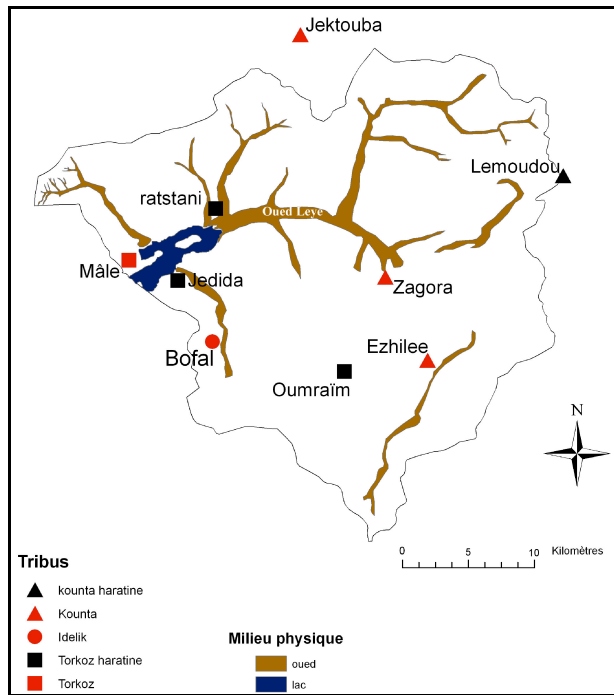 Jektouba
Lemoudou
ratstani
Oued Leye
Mâle
Jedida
Zagora
Bofal
Ezhilee
Oumraïm
N
0 5 10 Kilomètres
Tribus
kounta haratine
Kounta
Idelik
Torkoz haratine
Torkoz
Milieu physique
oued
lac